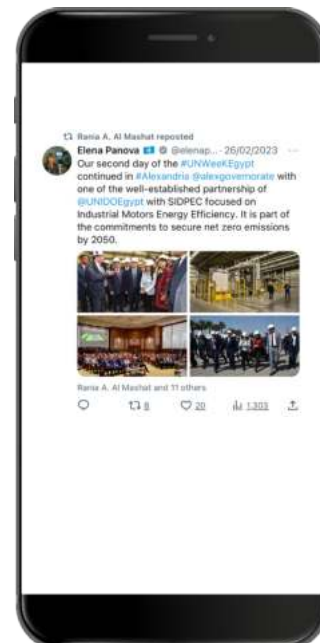 Rania A. Al Mashat reposted
Elena Panova @elenap... · 26/02/2023 ...
Our second day of the #UNWeeKEgypt
continued in #Alexandria @alexgovernorate with
one of the well-established partnership of
@UNIDOEgypt with SIDPEC focused on
Industrial Motors Energy Efficiency. It is part of
the commitments to secure net zero emissions
by 2050.
Rania A. Al Mashat and 11 others
8 20 1,303